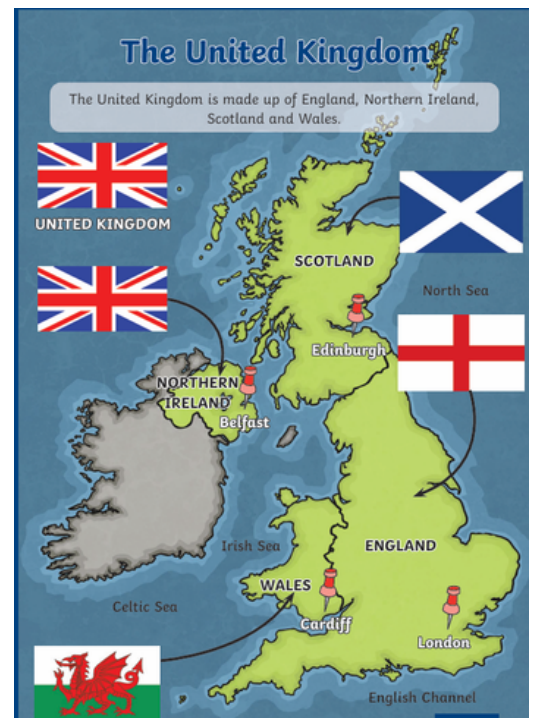 The United Kingdom
The United Kingdom is made up of England, Northern Ireland,
Scotland and Wales.
UNITED KINGDOM
SCOTLAND
North Sea
Edinburgh
NORTHERN
IRELAND
Belfast
Irish Sea
ENGLAND
WALES
Celtic Sea
Cardiff
London
English Channel